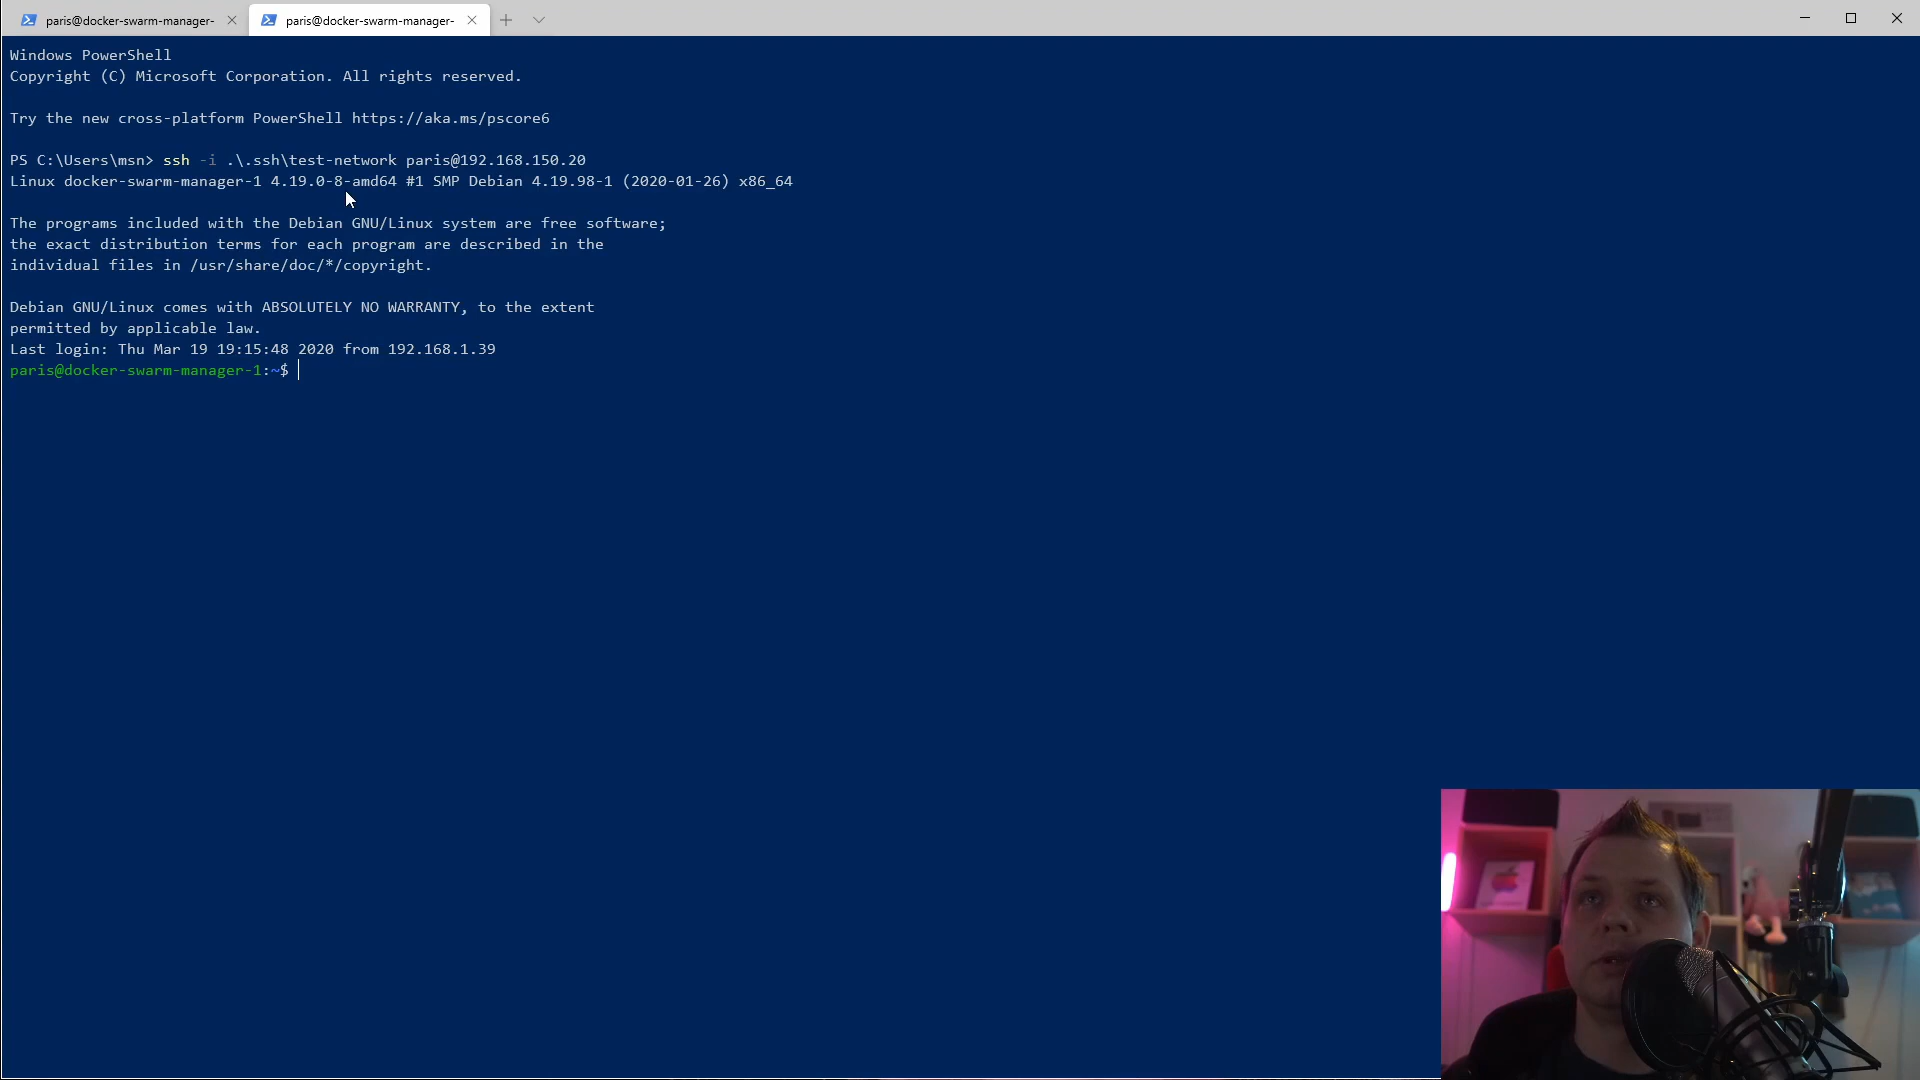 paris@docker-swarm-manager-
paris@docker-swarm-manager-
Windows PowerShell
Copyright (C) Microsoft Corporation. All rights reserved.
Try the new cross-platform PowerShell https://aka.ms/pscore6
PS C:\Users\msn> ssh -i .\.ssh\test-network paris@192.168.150.20
Linux docker-swarm-manager-1 4.19.0-8-amd64 #1 SMP Debian 4.19.98-1 (2020-01-26) x86_64
The programs included with the Debian GNU/Linux system are free software;
the exact distribution terms for each program are described in the
individual files in /usr/share/doc/*/copyright.
Debian GNU/Linux comes with ABSOLUTELY NO WARRANTY, to the extent
permitted by applicable law.
Last login: Thu Mar 19 19:15:48 2020 from 192.168.1.39
paris@docker-swarm-manager-1:~$